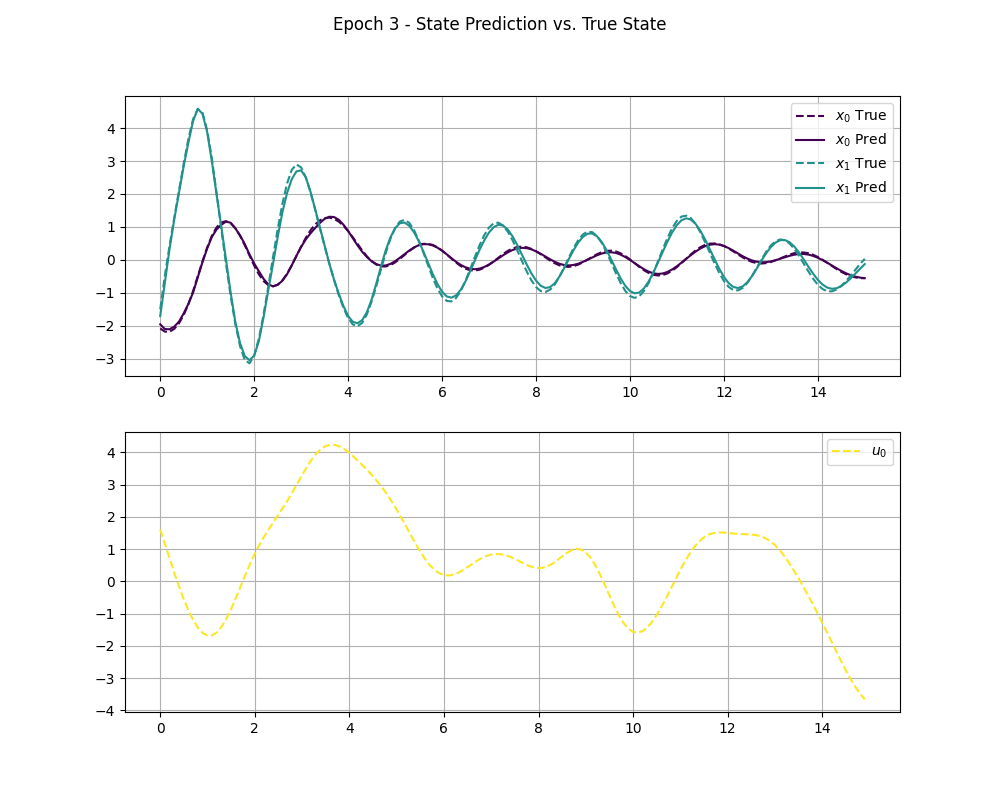 Epoch 3 - State Prediction vs. True State
4
3
2
1
0
−1
−2
−3
x₀ True
x₀ Pred
x₁ True
x₁ Pred
0 2 4 6 8 10 12 14
4
3
2
1
0
−1
−2
−3
−4
u₀
0 2 4 6 8 10 12 14